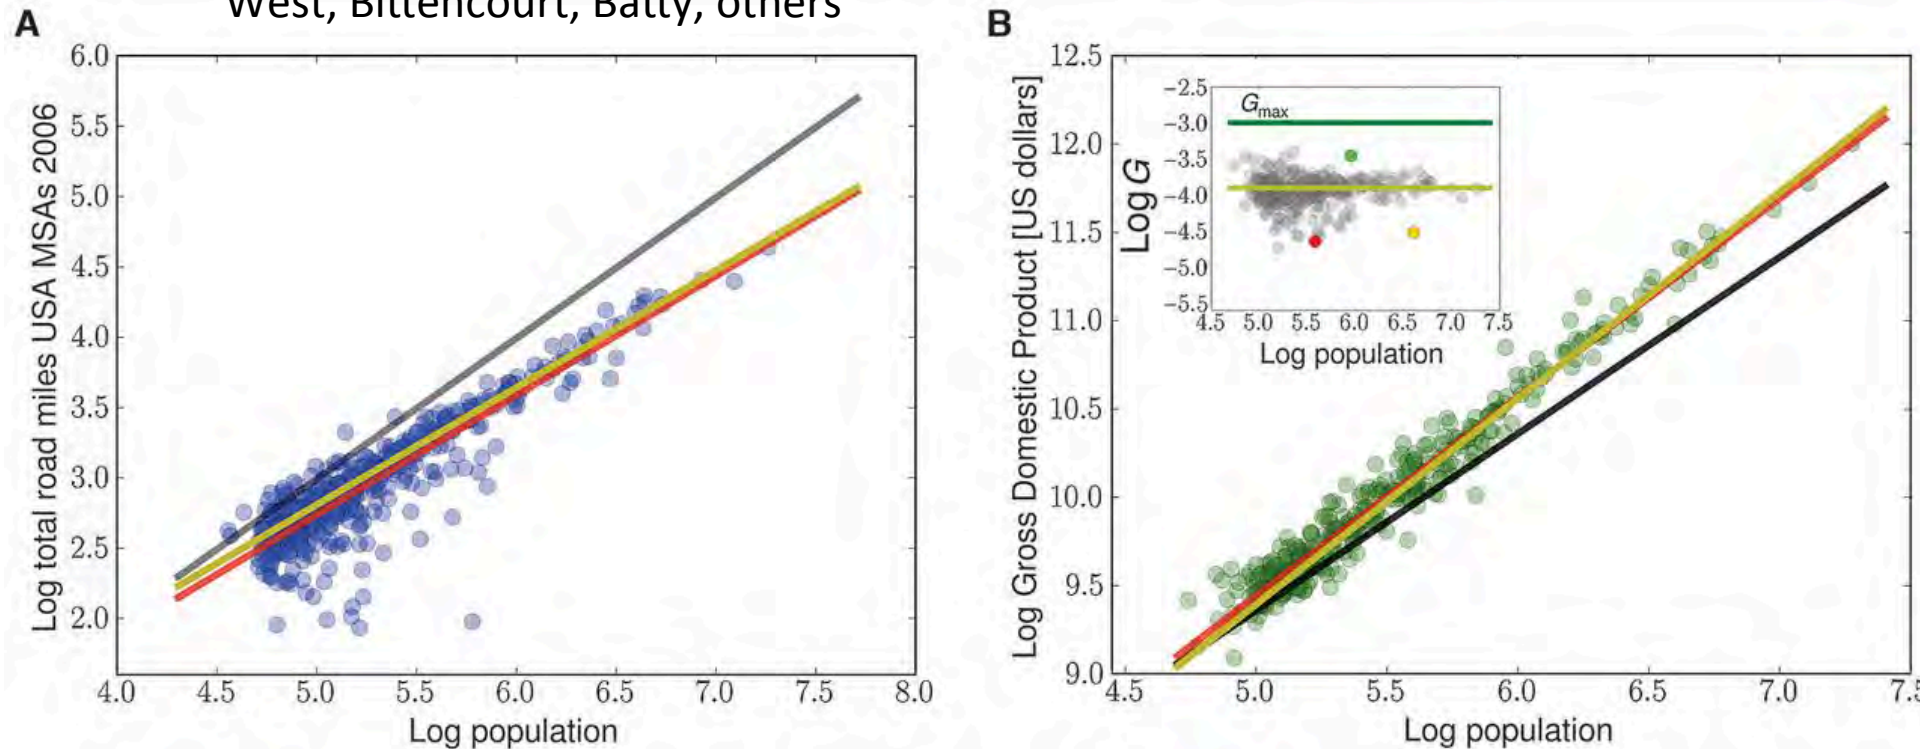 West, Bittencourt, Batty, others
A
Log total road miles USA MSAs 2006
6.0
5.5
5.0
4.5
4.0
3.5
3.0
2.5
2.0
4.0 4.5 5.0 5.5 6.0 6.5 7.0 7.5 8.0
Log population
B
Log Gross Domestic Product [US dollars]
12.5
12.0
11.5
11.0
10.5
10.0
9.5
9.0
4.5 5.0 5.5 6.0 6.5 7.0 7.5
Log population
Log G
−2.5
−3.0
−3.5
−4.0
−4.5
−5.0
−5.5
Gmax
4.5 5.0 5.5 6.0 6.5 7.0 7.5
Log population